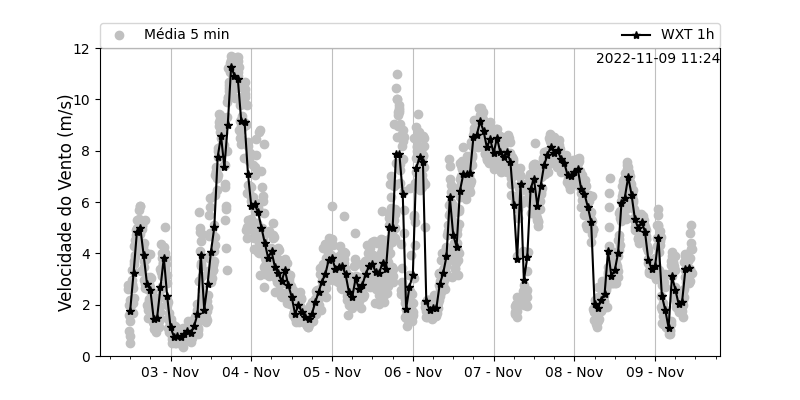 Média 5 min
WXT 1h
2022-11-09 11:24
Velocidade do Vento (m/s)
12
10
8
6
4
2
0
03 - Nov
04 - Nov
05 - Nov
06 - Nov
07 - Nov
08 - Nov
09 - Nov